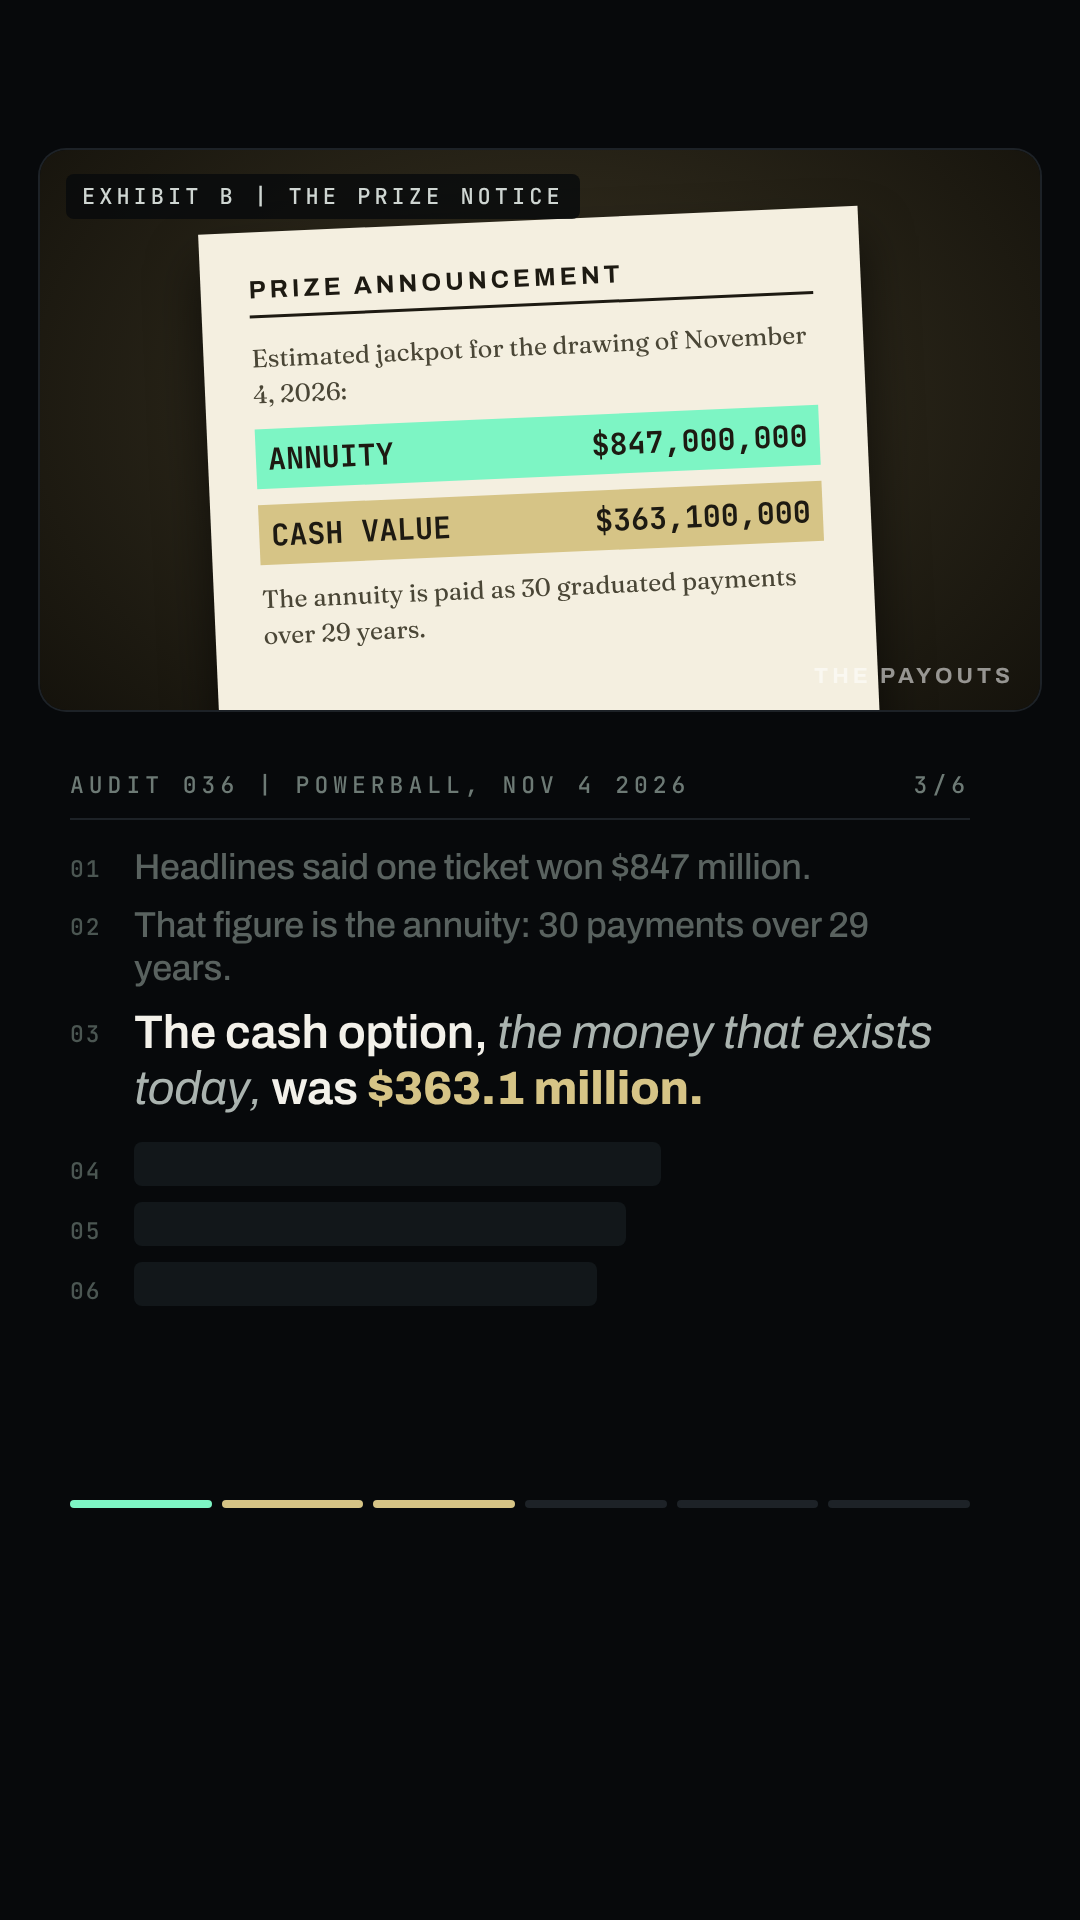 EXHIBIT B | THE PRIZE NOTICE
PRIZE ANNOUNCEMENT
Estimated jackpot for the drawing of November
4, 2026:
ANNUITY $847,000,000
CASH VALUE $363,100,000
The annuity is paid as 30 graduated payments
over 29 years.
THE PAYOUTS
AUDIT 036 | POWERBALL, NOV 4 2026 3/6
01 Headlines said one ticket won $847 million.
02 That figure is the annuity: 30 payments over 29
years.
03 The cash option, the money that exists
today, was $363.1 million.
04
05
06